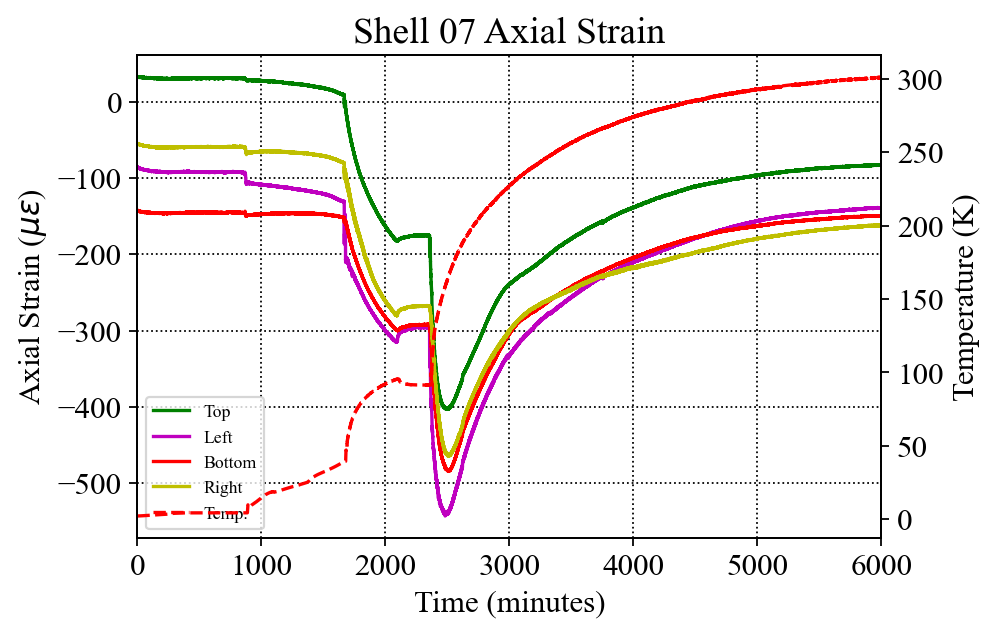 Shell 07 Axial Strain
Axial Strain (με)
0
−100
−200
−300
−400
−500
300
250
200
150
100
50
0
Temperature (K)
Top
Left
Bottom
Right
Temp.
0 1000 2000 3000 4000 5000 6000
Time (minutes)